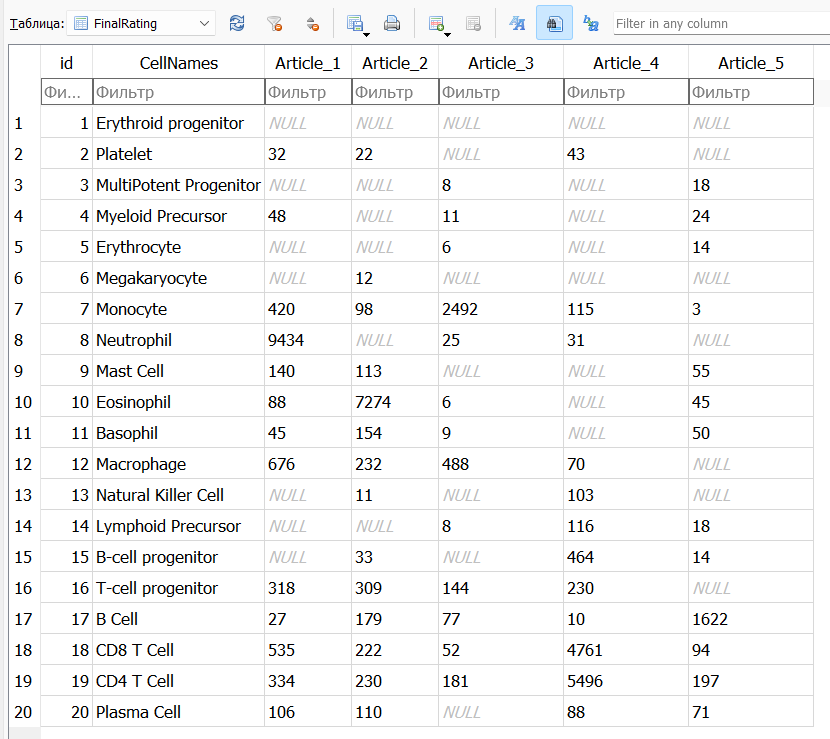 Таблица: FinalRating Filter in any column
id CellNames Article_1 Article_2 Article_3 Article_4 Article_5
Фи... Фильтр Фильтр Фильтр Фильтр Фильтр Фильтр
1 1 Erythroid progenitor NULL NULL NULL NULL NULL
2 2 Platelet 32 22 NULL 43 NULL
3 3 MultiPotent Progenitor NULL NULL 8 NULL 18
4 4 Myeloid Precursor 48 NULL 11 NULL 24
5 5 Erythrocyte NULL NULL 6 NULL 14
6 6 Megakaryocyte NULL 12 NULL NULL NULL
7 7 Monocyte 420 98 2492 115 3
8 8 Neutrophil 9434 NULL 25 31 NULL
9 9 Mast Cell 140 113 NULL NULL 55
10 10 Eosinophil 88 7274 6 NULL 45
11 11 Basophil 45 154 9 NULL 50
12 12 Macrophage 676 232 488 70 NULL
13 13 Natural Killer Cell NULL 11 NULL 103 NULL
14 14 Lymphoid Precursor NULL NULL 8 116 18
15 15 B-cell progenitor NULL 33 NULL 464 14
16 16 T-cell progenitor 318 309 144 230 NULL
17 17 B Cell 27 179 77 10 1622
18 18 CD8 T Cell 535 222 52 4761 94
19 19 CD4 T Cell 334 230 181 5496 197
20 20 Plasma Cell 106 110 NULL 88 71